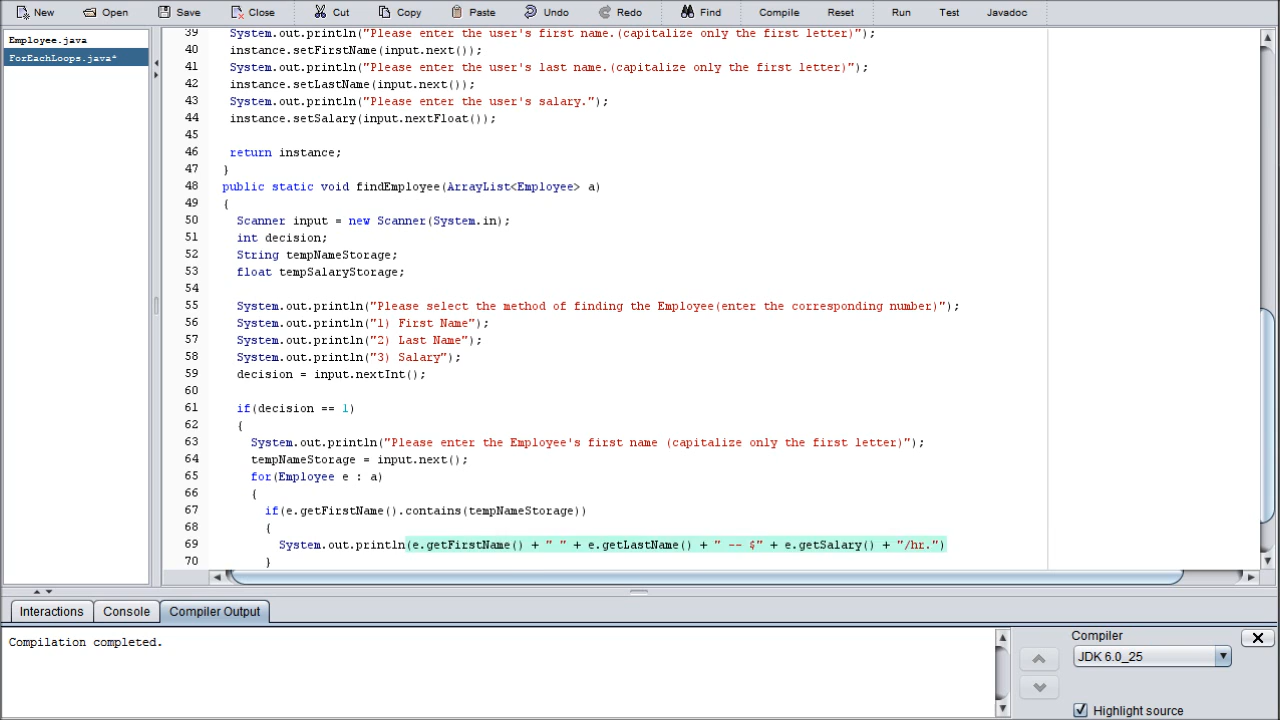 New Open Save Close Cut Copy Paste Undo Redo Find Compile Reset Run Test Javadoc
Employee.java
ForEachLoops.java*
39 System.out.println("Please enter the user's first name.(capitalize only the first letter)");
40 instance.setFirstName(input.next());
41 System.out.println("Please enter the user's last name.(capitalize only the first letter)");
42 instance.setLastName(input.next());
43 System.out.println("Please enter the user's salary.");
44 instance.setSalary(input.nextFloat());
45
46 return instance;
47 }
48 public static void findEmployee(ArrayList<Employee> a)
49 {
50 Scanner input = new Scanner(System.in);
51 int decision;
52 String tempNameStorage;
53 float tempSalaryStorage;
54
55 System.out.println("Please select the method of finding the Employee(enter the corresponding number)");
56 System.out.println("1) First Name");
57 System.out.println("2) Last Name");
58 System.out.println("3) Salary");
59 decision = input.nextInt();
60
61 if(decision == 1)
62 {
63 System.out.println("Please enter the Employee's first name (capitalize only the first letter)");
64 tempNameStorage = input.next();
65 for(Employee e : a)
66 {
67 if(e.getFirstName().contains(tempNameStorage))
68 {
69 System.out.println(e.getFirstName() + " " + e.getLastName() + " -- $" + e.getSalary() + "/hr.")
70 }
Interactions Console Compiler Output
Compilation completed.
Compiler
JDK 6.0_25
Highlight source